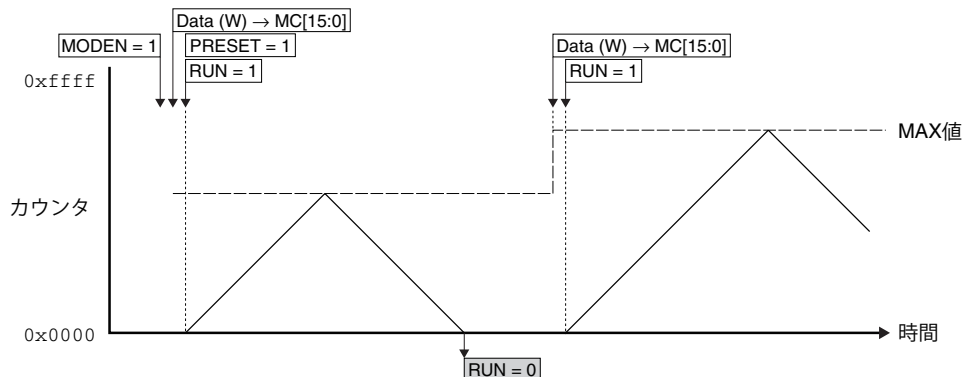 Data (W) → MC[15:0]
MODEN = 1
PRESET = 1
RUN = 1
Data (W) → MC[15:0]
RUN = 1
0xffff
MAX値
カウンタ
0x0000
時間
RUN = 0